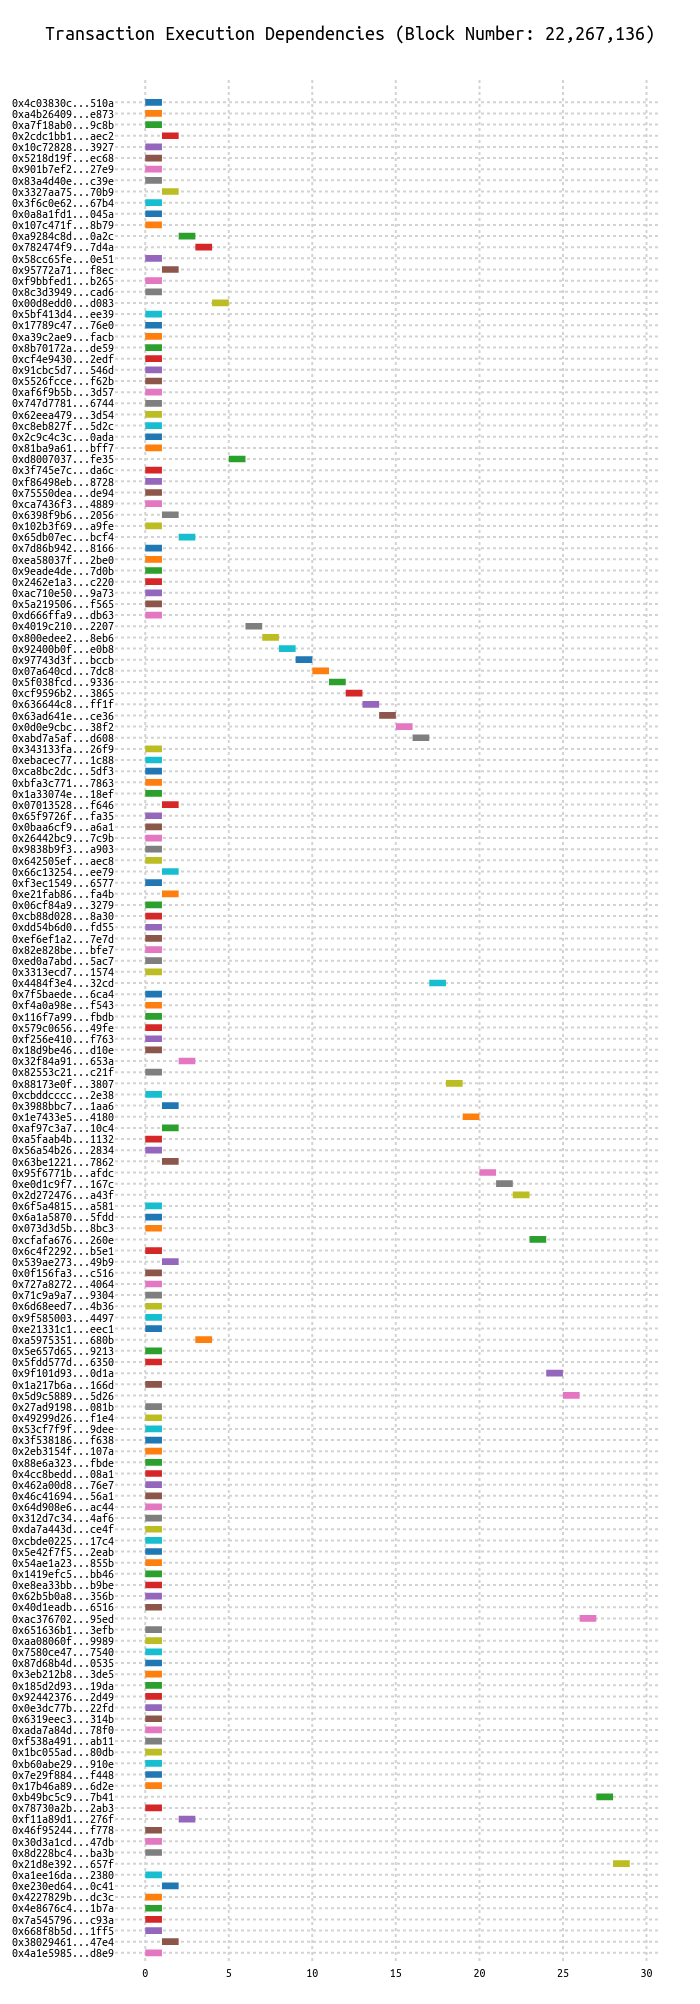 Transaction Execution Dependencies (Block Number: 22,267,136)
0x4c03830c...510a
0xa4b26409...e873
0xa7f18ab0...9c8b
0x2cdc1bb1...aec2
0x10c72828...3927
0x5218d19f...ec68
0x901b7ef2...27e9
0x83a4d40e...c39e
0x3327aa75...70b9
0x3f6c0e62...67b4
0x0a8a1fd1...045a
0x107c471f...8b79
0xa9284c8d...0a2c
0x782474f9...7d4a
0x58cc65fe...0e51
0x95772a71...f8ec
0xf9bbfed1...b265
0x8c3d3949...cad6
0x00d8edd0...d083
0x5bf413d4...ee39
0x17789c47...76e0
0xa39c2ae9...facb
0x8b70172a...de59
0xcf4e9430...2edf
0x91cbc5d7...546d
0x5526fcce...f62b
0xaf6f9b5b...3d57
0x747d7781...6744
0x62eea479...3d54
0xc8eb827f...5d2c
0x2c9c4c3c...0ada
0x81ba9a61...bff7
0xd8007037...fe35
0x3f745e7c...da6c
0xf86498eb...8728
0x75550dea...de94
0xca7436f3...4889
0x6398f9b6...2056
0x102b3f69...a9fe
0x65db07ec...bcf4
0x7d86b942...8166
0xea58037f...2be0
0x9eade4de...7d0b
0x2462e1a3...c220
0xac710e50...9a73
0x5a219506...f565
0xd666ffa9...db63
0x4019c210...2207
0x800edee2...8eb6
0x92400b0f...e0b8
0x97743d3f...bccb
0x07a640cd...7dc8
0x5f038fcd...9336
0xcf9596b2...3865
0x636644c8...ff1f
0x63ad641e...ce36
0x0d0e9cbc...38f2
0xabd7a5af...d608
0x343133fa...26f9
0xebacec77...1c88
0xca8bc2dc...5df3
0xbfa3c771...7863
0x1a33074e...18ef
0x07013528...f646
0x65f9726f...fa35
0x0baa6cf9...a6a1
0x26442bc9...7c9b
0x9838b9f3...a903
0x642505ef...aec8
0x66c13254...ee79
0xf3ec1549...6577
0xe21fab86...fa4b
0x06cf84a9...3279
0xcb88d028...8a30
0xdd54b6d0...fd55
0xef6ef1a2...7e7d
0x82e828be...bfe7
0xed0a7abd...5ac7
0x3313ecd7...1574
0x4484f3e4...32cd
0x7f5baede...6ca4
0xf4a0a98e...f543
0x116f7a99...fbdb
0x579c0656...49fe
0xf256e410...f763
0x18d9be46...d10e
0x32f84a91...653a
0x82553c21...c21f
0x88173e0f...3807
0xcbddcccc...2e38
0x3988bbc7...1aa6
0x1e7433e5...4180
0xaf97c3a7...10c4
0xa5faab4b...1132
0x56a54b26...2834
0x63be1221...7862
0x95f6771b...afdc
0xe0d1c9f7...167c
0x2d272476...a43f
0x6f5a4815...a581
0x6a1a5870...5fdd
0x073d3d5b...8bc3
0xcfafa676...260e
0x6c4f2292...b5e1
0x539ae273...49b9
0x0f156fa3...c516
0x727a8272...4064
0x71c9a9a7...9304
0x6d68eed7...4b36
0x9f585003...4497
0xe21331c1...eec1
0xa5975351...680b
0x5e657d65...9213
0x5fdd577d...6350
0x9f101d93...0d1a
0x1a217b6a...166d
0x5d9c5889...5d26
0x27ad9198...081b
0x49299d26...f1e4
0x53cf7f9f...9dee
0x3f538186...f638
0x2eb3154f...107a
0x88e6a323...fbde
0x4cc8bedd...08a1
0x462a00d8...76e7
0x46c41694...56a1
0x64d908e6...ac44
0x312d7c34...4af6
0xda7a443d...ce4f
0xcbde0225...17c4
0x5e42f7f5...2eab
0x54ae1a23...855b
0x1419efc5...bb46
0xe8ea33bb...b9be
0x62b5b0a8...356b
0x40d1eadb...6516
0xac376702...95ed
0x651636b1...3efb
0xaa08060f...9989
0x7580ce47...7540
0x87d68b4d...0535
0x3eb212b8...3de5
0x185d2d93...19da
0x92442376...2d49
0x0e3dc77b...22fd
0x6319eec3...314b
0xada7a84d...78f0
0xf538a491...ab11
0x1bc055ad...80db
0xb60abe29...910e
0x7e29f884...f448
0x17b46a89...6d2e
0xb49bc5c9...7b41
0x78730a2b...2ab3
0xf11a89d1...276f
0x46f95244...f778
0x30d3a1cd...47db
0x8d228bc4...ba3b
0x21d8e392...657f
0xa1ee16da...2380
0xe230ed64...0c41
0x4227829b...dc3c
0x4e8676c4...1b7a
0x7a545796...c93a
0x668f8b5d...1ff5
0x38029461...47e4
0x4a1e5985...d8e9
0 5 10 15 20 25 30